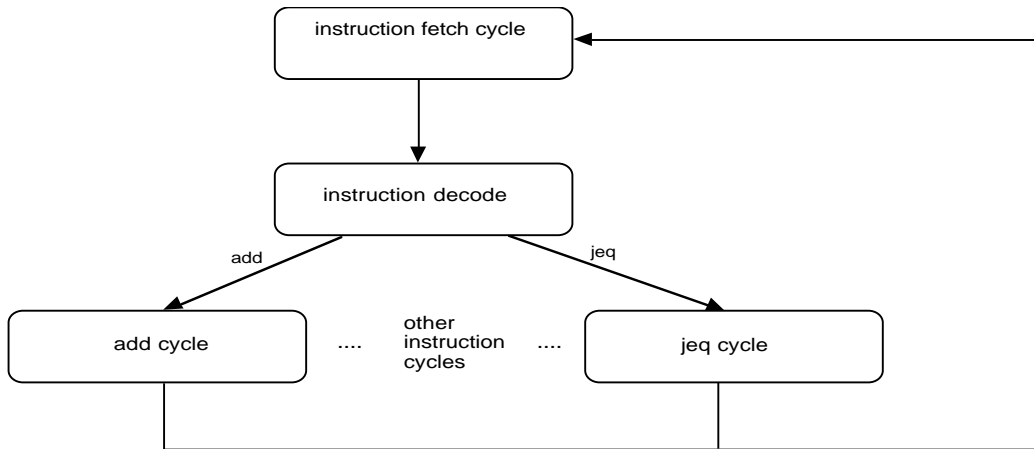 instruction fetch cycle
instruction decode
add
jeq
add cycle
....
other
instruction
cycles
....
jeq cycle